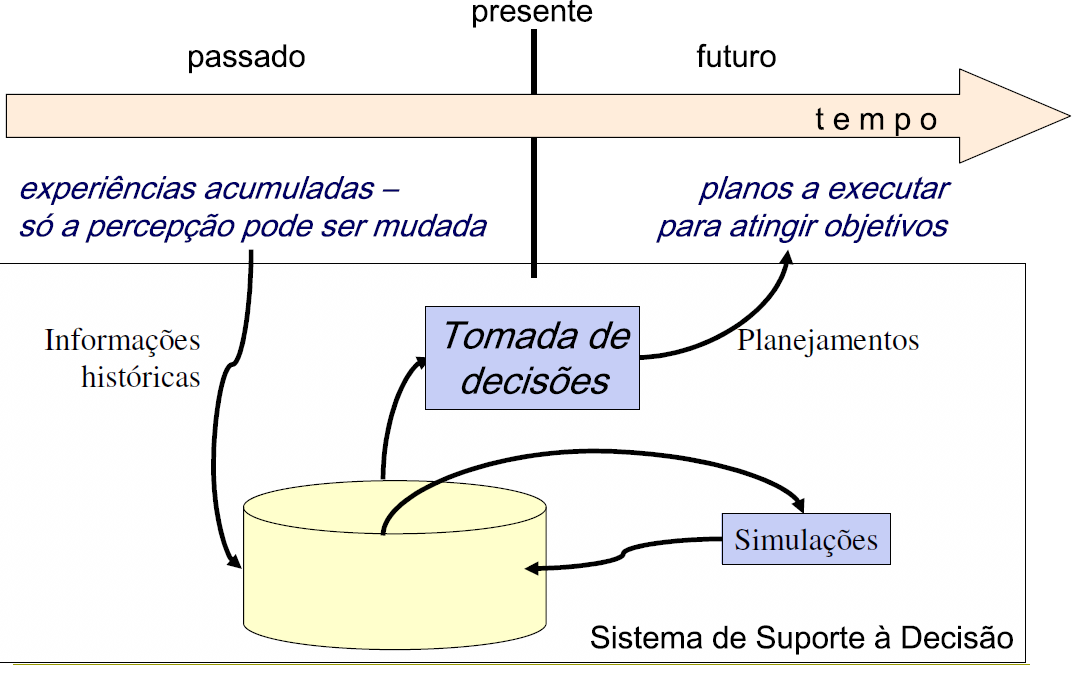 presente
passado
futuro
t e m p o
experiências acumuladas –
só a percepção pode ser mudada
planos a executar
para atingir objetivos
Informações
históricas
Tomada de
decisões
Planejamentos
Simulações
Sistema de Suporte à Decisão